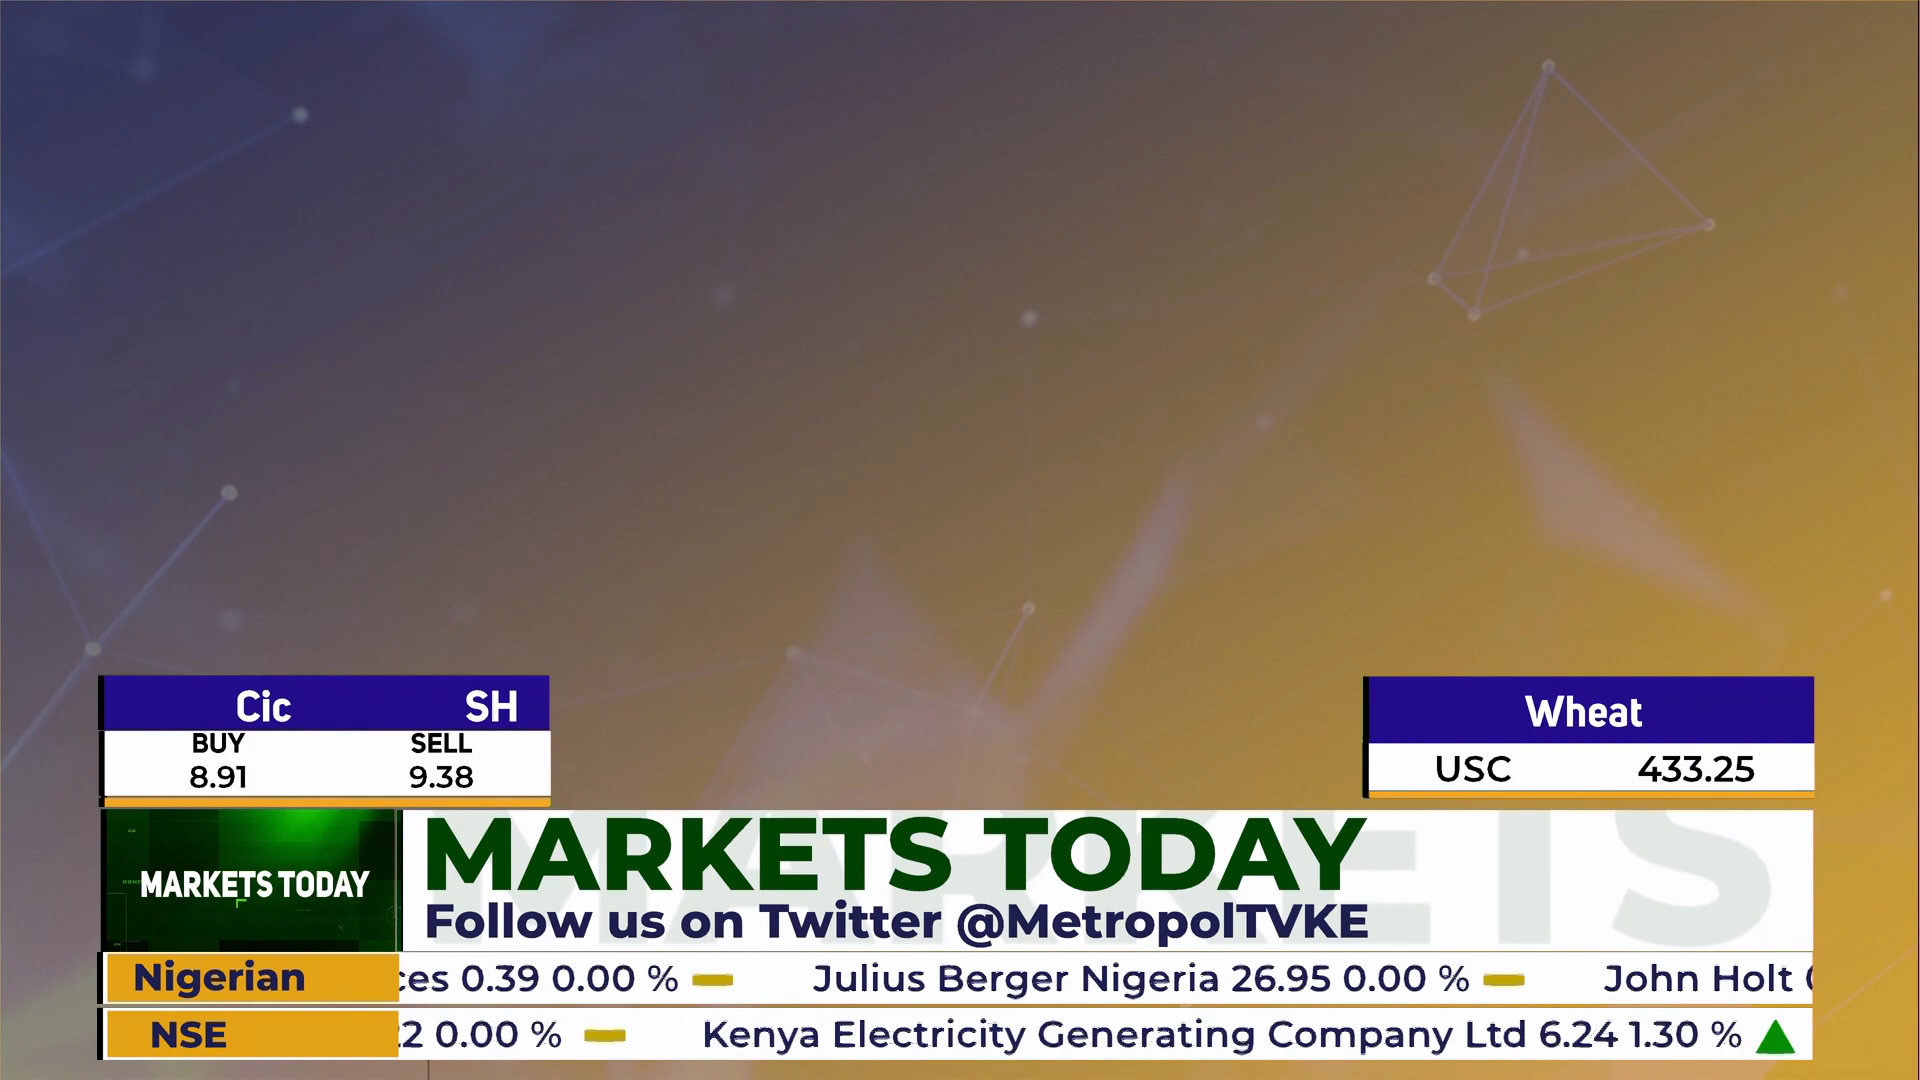 Cic SH
BUY SELL
8.91 9.38
Wheat
USC 433.25
MARKETS TODAY
MARKETS TODAY
Follow us on Twitter @MetropolTVKE
MARKETS
Nigerian
ces 0.39 0.00 % Julius Berger Nigeria 26.95 0.00 % John Holt
NSE
22 0.00 % Kenya Electricity Generating Company Ltd 6.24 1.30 %